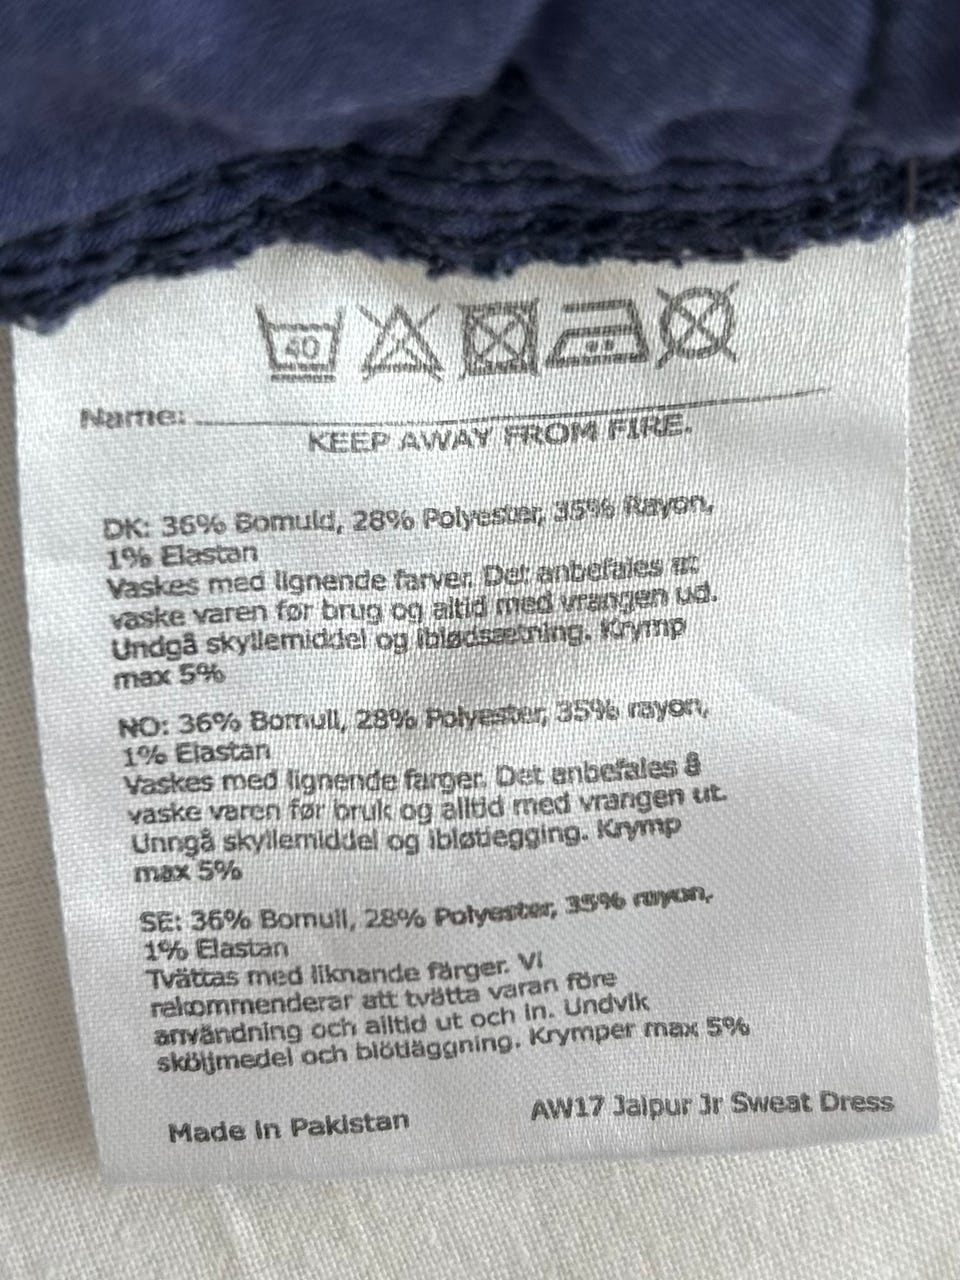 40
Name:
KEEP AWAY FROM FIRE.
DK: 36% Bomuld, 28% Polyester, 35% Rayon,
1% Elastan
Vaskes med lignende farver. Det anbefales at
vaske varen før brug og altid med vrangen ud.
Undgå skyllemiddel og iblødsætning. Krymp
max 5%
NO: 36% Bomull, 28% Polyester, 35% rayon,
1% Elastan
Vaskes med lignende farger. Det anbefales å
vaske varen før bruk og alltid med vrangen ut.
Unngå skyllemiddel og ibløtlegging. Krymp
max 5%
SE: 36% Bomull, 28% Polyester, 35% rayon,
1% Elastan
Tvättas med liknande färger. Vi
rekommenderar att tvätta varan före
användning och alltid ut och in. Undvik
sköljmedel och blötläggning. Krymper max 5%
Made in Pakistan
AW17 Jaipur Jr Sweat Dress